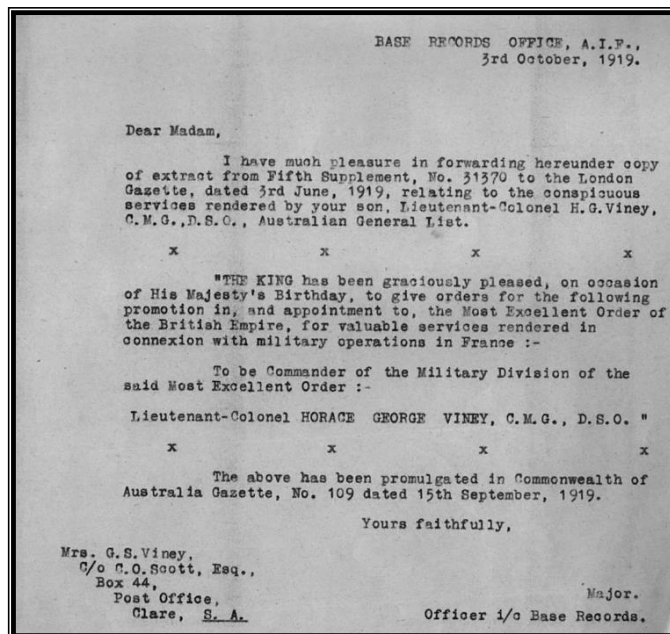 BASE RECORDS OFFICE, A.I.F.,
3rd October, 1919.
Dear Madam,
I have much pleasure in forwarding hereunder copy
of extract from Fifth Supplement, No. 31370 to the London
Gazette, dated 3rd June, 1919, relating to the conspicuous
services rendered by your son, Lieutenant-Colonel H.G.Viney,
C.M.G.,D.S.O., Australian General List.
x x x x
"THE KING has been graciously pleased, on occasion
of His Majesty's Birthday, to give orders for the following
promotion in, and appointment to, the Most Excellent Order of
the British Empire, for valuable services rendered in
connexion with military operations in France :-
To be Commander of the Military Division of the
said Most Excellent Order :-
Lieutenant-Colonel HORACE GEORGE VINEY, C.M.G., D.S.O. "
x x x x
The above has been promulgated in Commonwealth of
Australia Gazette, No. 109 dated 15th September, 1919.
Yours faithfully,
Mrs. G.S.Viney,
C/o C.O.Scott, Esq.,
Box 44,
Post Office,
Clare, S. A.
Major.
Officer i/c Base Records.